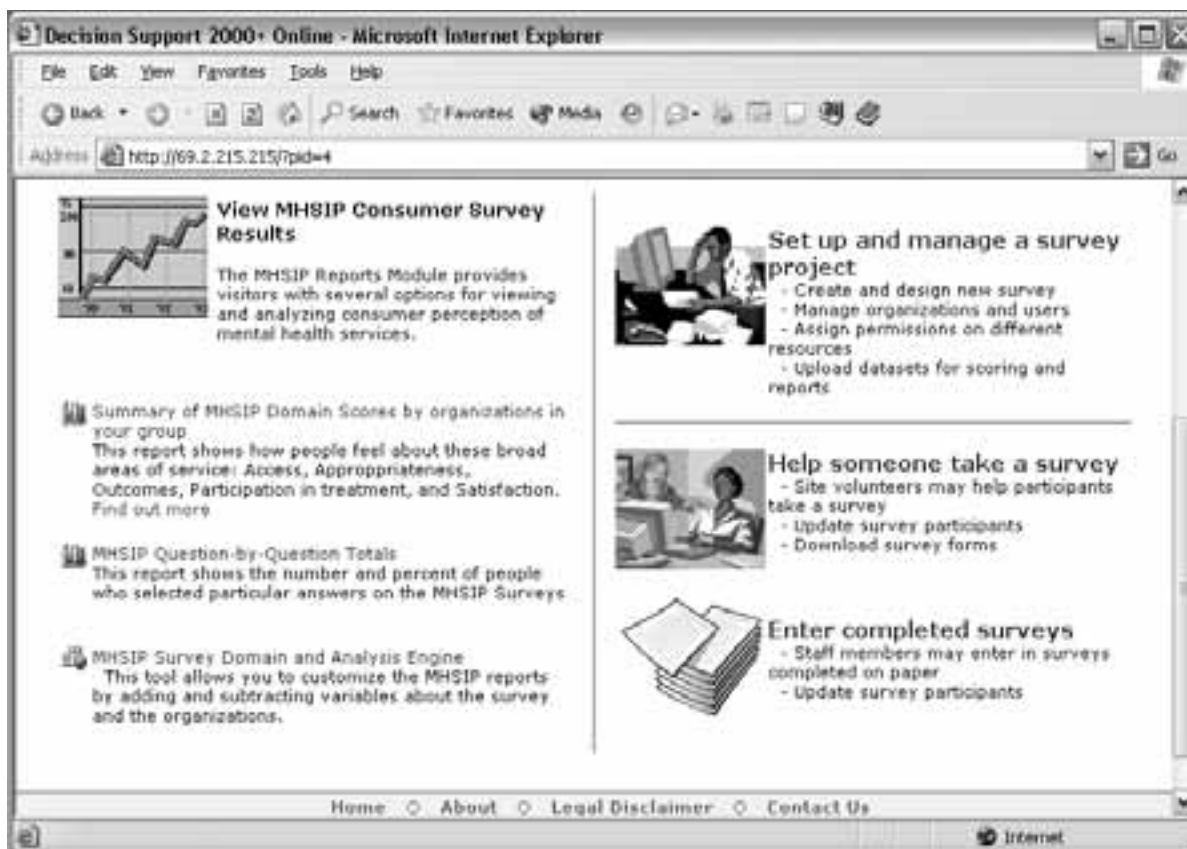 Decision Support 2000+ Online - Microsoft Internet Explorer
File Edit View Favorites Tools Help
Back Search Favorites Media
Address http://69.2.215.215/?pid=4 Go
View MHSIP Consumer Survey
Results
The MHSIP Reports Module provides
visitors with several options for viewing
and analyzing consumer perception of
mental health services.
Summary of MHSIP Domain Scores by organizations in
your group
This report shows how people feel about these broad
areas of service: Access, Appropriateness,
Outcomes, Participation in treatment, and Satisfaction.
Find out more
MHSIP Question-by-Question Totals
This report shows the number and percent of people
who selected particular answers on the MHSIP Surveys
MHSIP Survey Domain and Analysis Engine
This tool allows you to customize the MHSIP reports
by adding and subtracting variables about the survey
and the organizations.
Set up and manage a survey
project
- Create and design new survey
- Manage organizations and users
- Assign permissions on different
resources
- Upload datasets for scoring and
reports
Help someone take a survey
- Site volunteers may help participants
take a survey
- Update survey participants
- Download survey forms
Enter completed surveys
- Staff members may enter in surveys
completed on paper
- Update survey participants
Home ◇ About ◇ Legal Disclaimer ◇ Contact Us
Internet